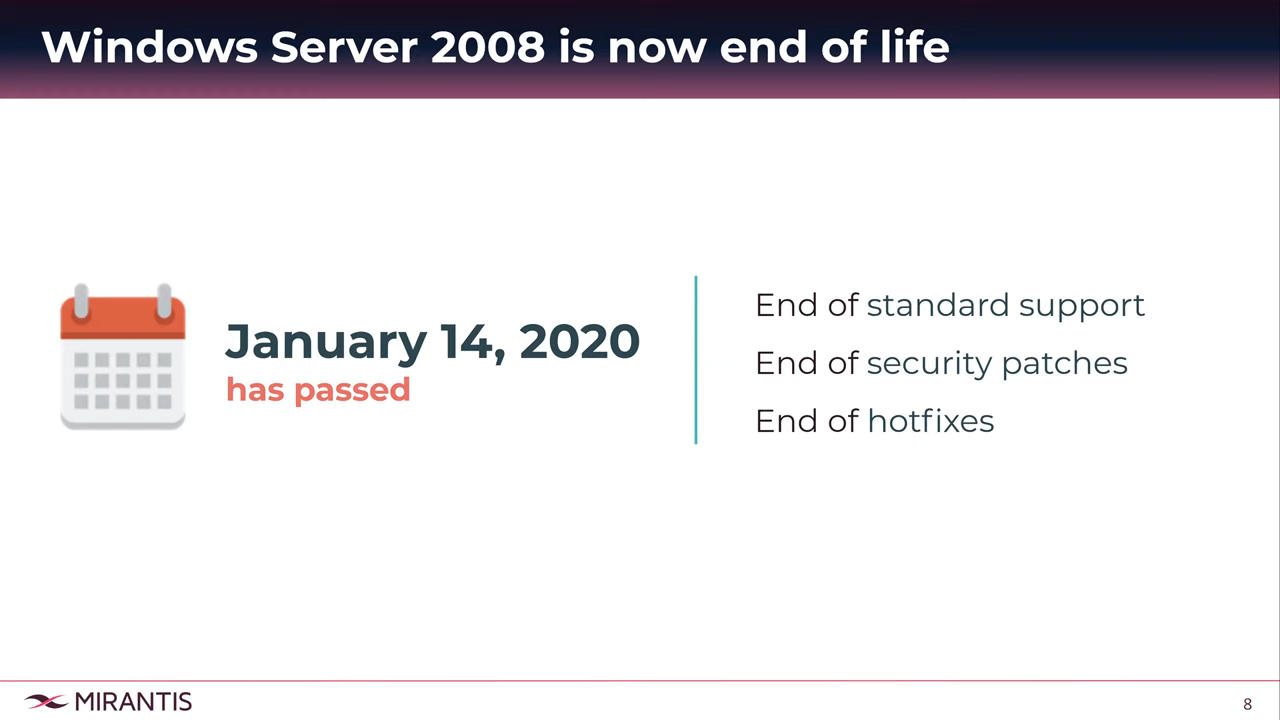 Windows Server 2008 is now end of life
January 14, 2020
has passed
End of standard support
End of security patches
End of hotfixes
MIRANTIS
8